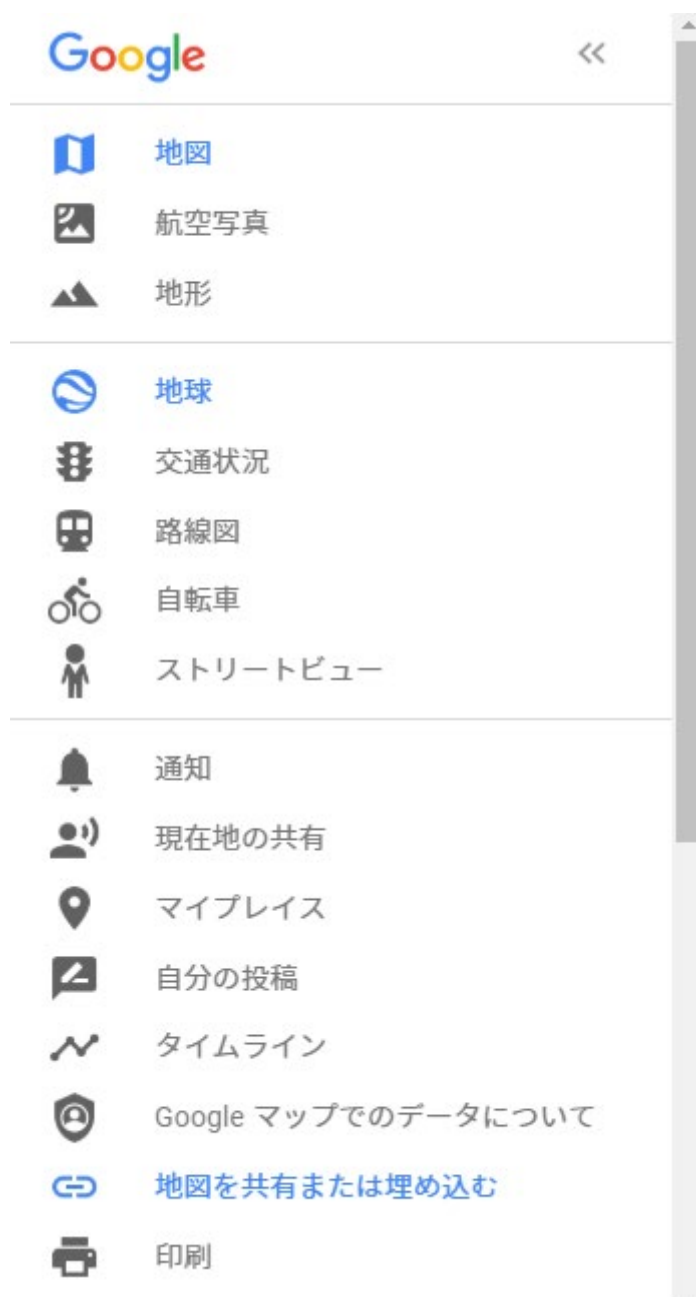 Google
地図
航空写真
地形
地球
交通状況
路線図
自転車
ストリートビュー
通知
現在地の共有
マイプレイス
自分の投稿
タイムライン
Google マップでのデータについて
地図を共有または埋め込む
印刷